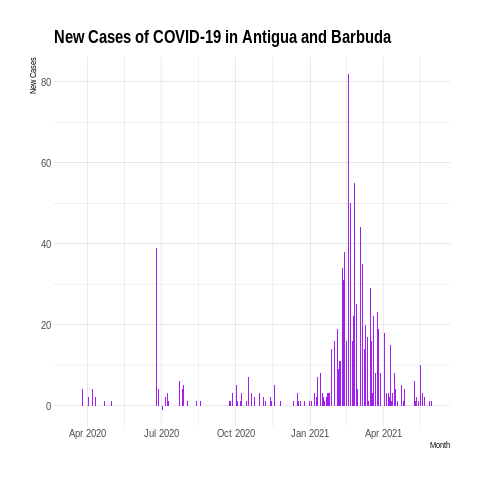 New Cases of COVID-19 in Antigua and Barbuda
New Cases
80
60
40
20
0
Apr 2020 Jul 2020 Oct 2020 Jan 2021 Apr 2021
Month